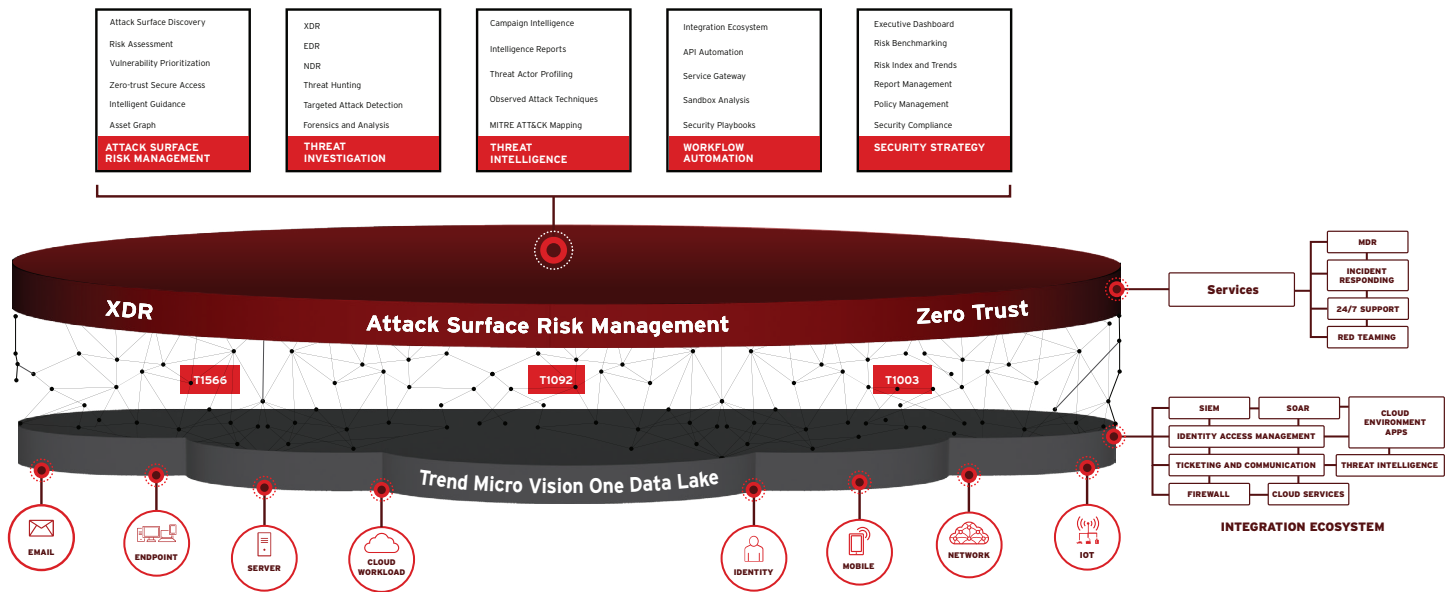 Attack Surface Discovery
Risk Assessment
Vulnerability Prioritization
Zero-trust Secure Access
Intelligent Guidance
Asset Graph
ATTACK SURFACE
RISK MANAGEMENT
XDR
EDR
NDR
Threat Hunting
Targeted Attack Detection
Forensics and Analysis
THREAT
INVESTIGATION
Campaign Intelligence
Intelligence Reports
Threat Actor Profiling
Observed Attack Techniques
MITRE ATT&CK Mapping
THREAT
INTELLIGENCE
Integration Ecosystem
API Automation
Service Gateway
Sandbox Analysis
Security Playbooks
WORKFLOW
AUTOMATION
Executive Dashboard
Risk Benchmarking
Risk Index and Trends
Report Management
Policy Management
Security Compliance
SECURITY STRATEGY
XDR
Attack Surface Risk Management
Zero Trust
Services
MDR
INCIDENT
RESPONDING
24/7 SUPPORT
RED TEAMING
T1566
T1092
T1003
SIEM
SOAR
CLOUD
ENVIRONMENT
APPS
IDENTITY ACCESS MANAGEMENT
TICKETING AND COMMUNICATION
THREAT INTELLIGENCE
FIREWALL
CLOUD SERVICES
INTEGRATION ECOSYSTEM
Trend Micro Vision One Data Lake
EMAIL
ENDPOINT
SERVER
CLOUD
WORKLOAD
IDENTITY
MOBILE
NETWORK
IOT